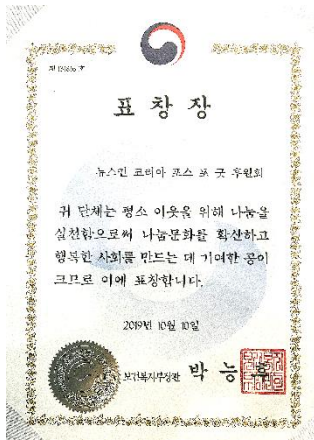 표 창 장
뉴스킨 코리아 포스 포 굿 후원회
귀 단체는 평소 이웃을 위해 나눔을
실천함으로써 나눔문화를 확산하고
행복한 사회를 만드는 데 기여한 공이
크므로 이에 표창합니다.
2019년 10월 10일
보건복지부장관 박 능 후